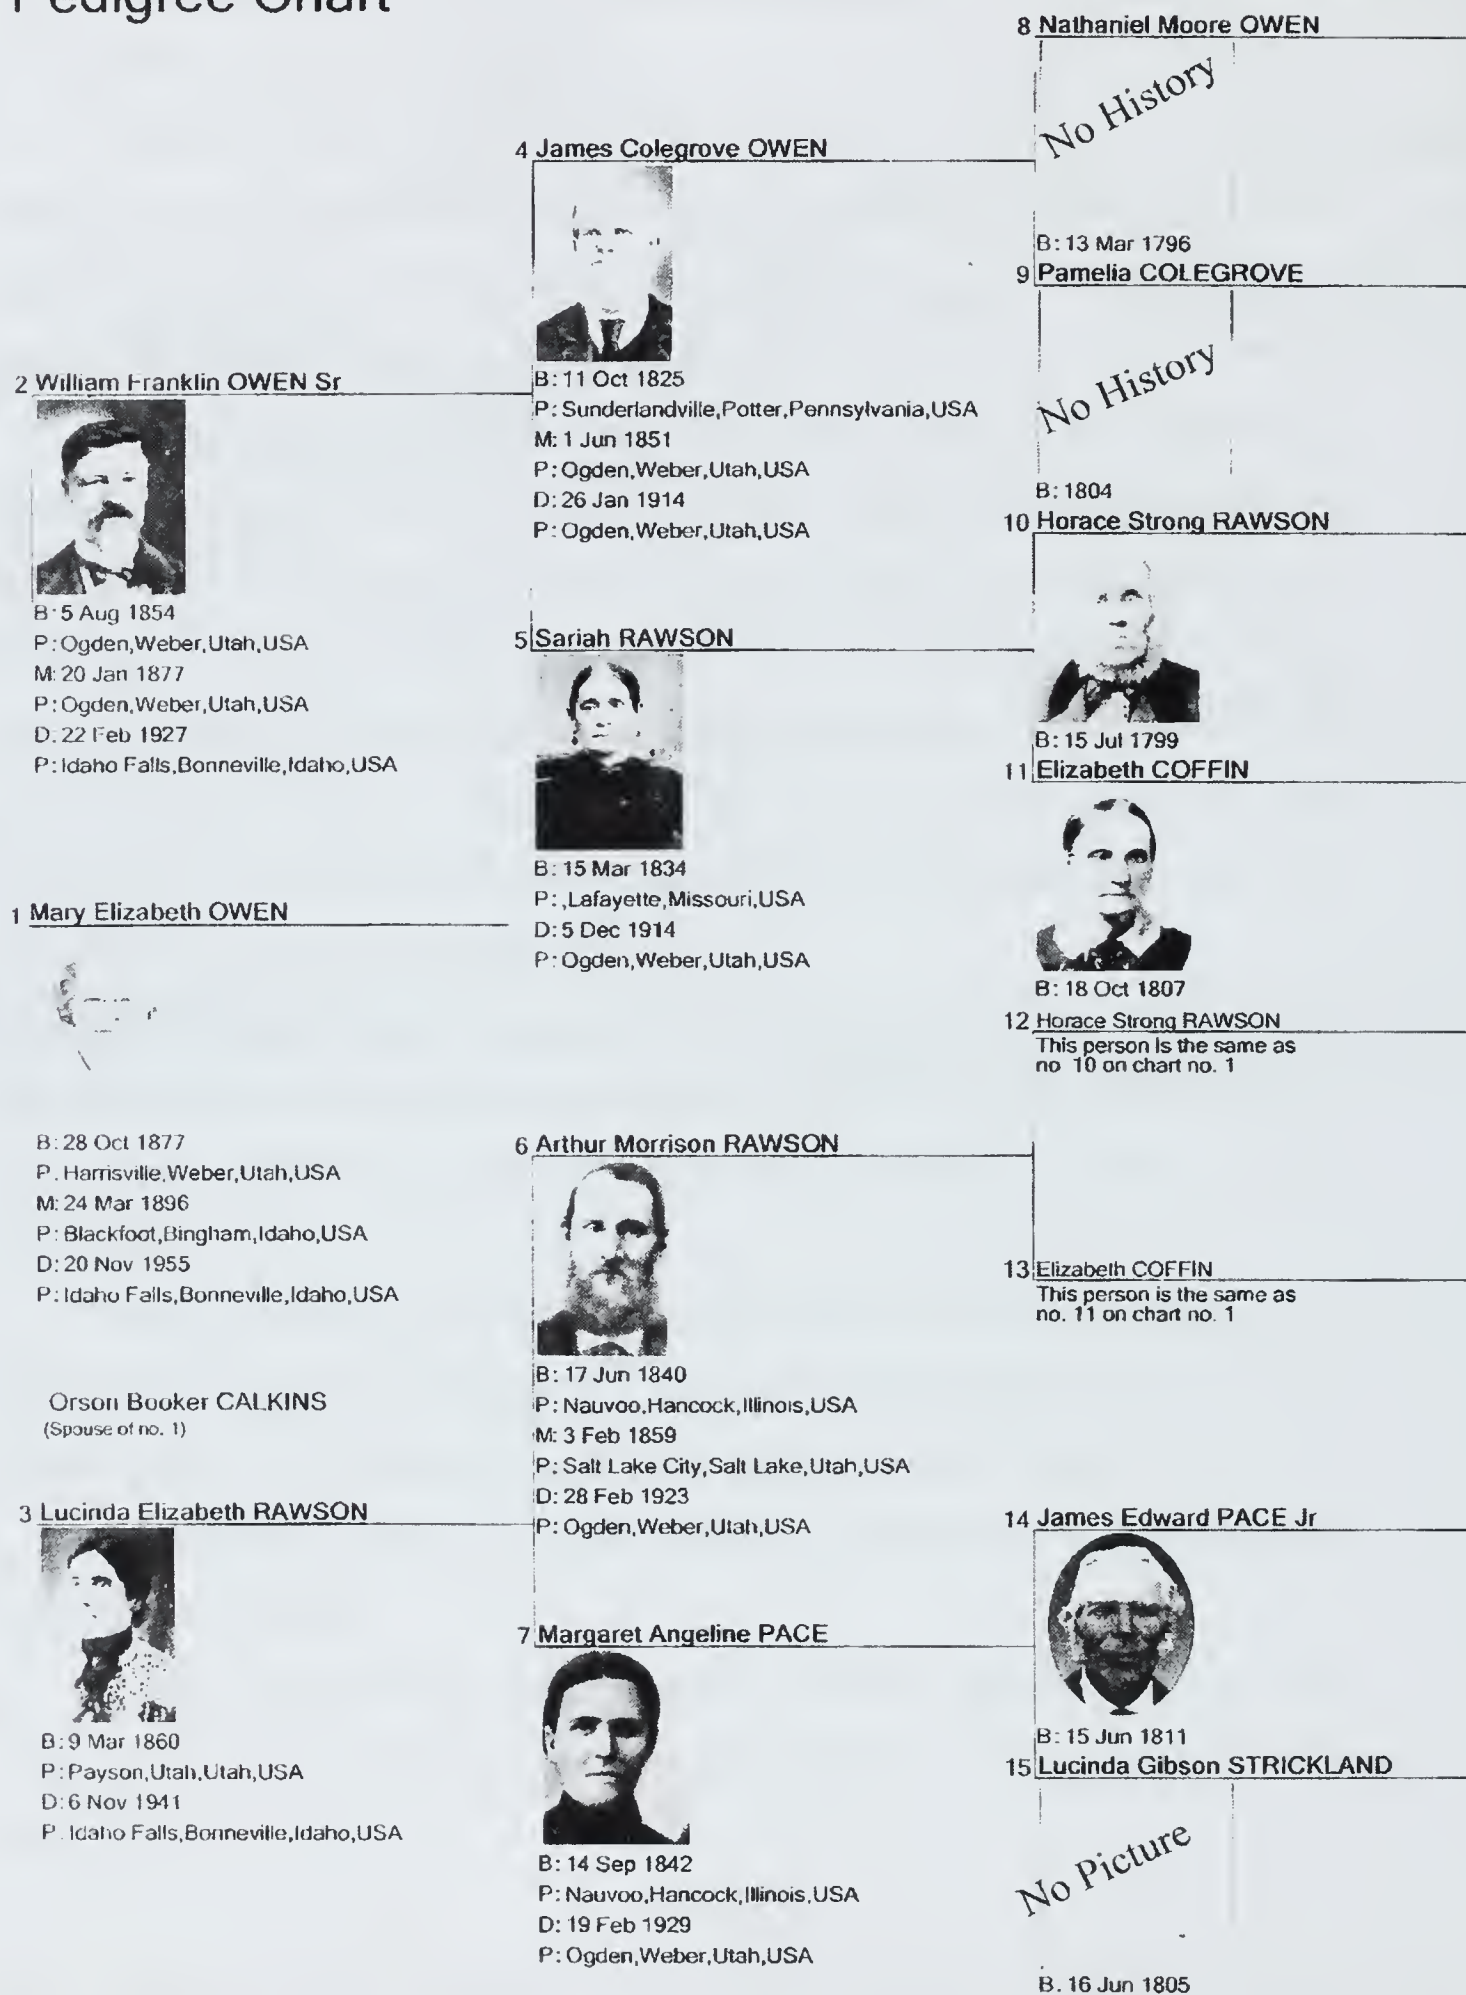 Pedigree Chart
8 Nathaniel Moore OWEN
No History
B: 13 Mar 1796
4 James Colegrove OWEN
B: 11 Oct 1825
P: Sunderlandville,Potter,Pennsylvania,USA
M: 1 Jun 1851
P: Ogden,Weber,Utah,USA
D: 26 Jan 1914
P: Ogden,Weber,Utah,USA
9 Pamelia COLEGROVE
No History
B: 1804
2 William Franklin OWEN Sr
B: 5 Aug 1854
P: Ogden,Weber,Utah,USA
M: 20 Jan 1877
P: Ogden,Weber,Utah,USA
D: 22 Feb 1927
P: Idaho Falls,Bonneville,Idaho,USA
10 Horace Strong RAWSON
B: 15 Jul 1799
5 Sariah RAWSON
B: 15 Mar 1834
P: ,Lafayette,Missouri,USA
D: 5 Dec 1914
P: Ogden,Weber,Utah,USA
11 Elizabeth COFFIN
B: 18 Oct 1807
1 Mary Elizabeth OWEN
B: 28 Oct 1877
P. Harrisville,Weber,Utah,USA
M: 24 Mar 1896
P: Blackfoot,Bingham,Idaho,USA
D: 20 Nov 1955
P: Idaho Falls,Bonneville,Idaho,USA
12 Horace Strong RAWSON
This person is the same as
no 10 on chart no. 1
6 Arthur Morrison RAWSON
B: 17 Jun 1840
P: Nauvoo,Hancock,Illinois,USA
M: 3 Feb 1859
P: Salt Lake City,Salt Lake,Utah,USA
D: 28 Feb 1923
P: Ogden,Weber,Utah,USA
13 Elizabeth COFFIN
This person is the same as
no. 11 on chart no. 1
Orson Booker CALKINS
(Spouse of no. 1)
3 Lucinda Elizabeth RAWSON
B: 9 Mar 1860
P: Payson,Utah,Utah,USA
D: 6 Nov 1941
P. Idaho Falls,Bonneville,Idaho,USA
14 James Edward PACE Jr
B: 15 Jun 1811
7 Margaret Angeline PACE
B: 14 Sep 1842
P: Nauvoo,Hancock,Illinois,USA
D: 19 Feb 1929
P: Ogden,Weber,Utah,USA
15 Lucinda Gibson STRICKLAND
No Picture
B. 16 Jun 1805